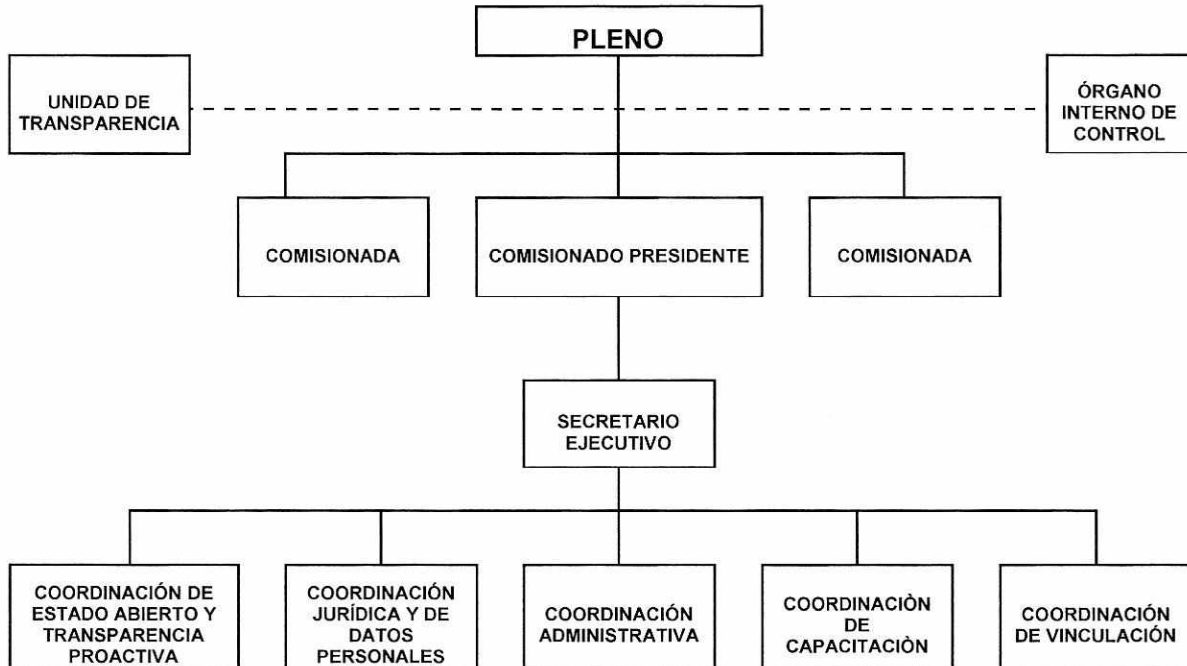 PLENO
UNIDAD DE
TRANSPARENCIA
ÓRGANO
INTERNO DE
CONTROL
COMISIONADA
COMISIONADO PRESIDENTE
COMISIONADA
SECRETARIO
EJECUTIVO
COORDINACIÓN DE
ESTADO ABIERTO Y
TRANSPARENCIA
PROACTIVA
COORDINACIÓN
JURÍDICA Y DE
DATOS
PERSONALES
COORDINACIÓN
ADMINISTRATIVA
COORDINACIÒN
DE
CAPACITACIÒN
COORDINACIÓN
DE VINCULACIÓN